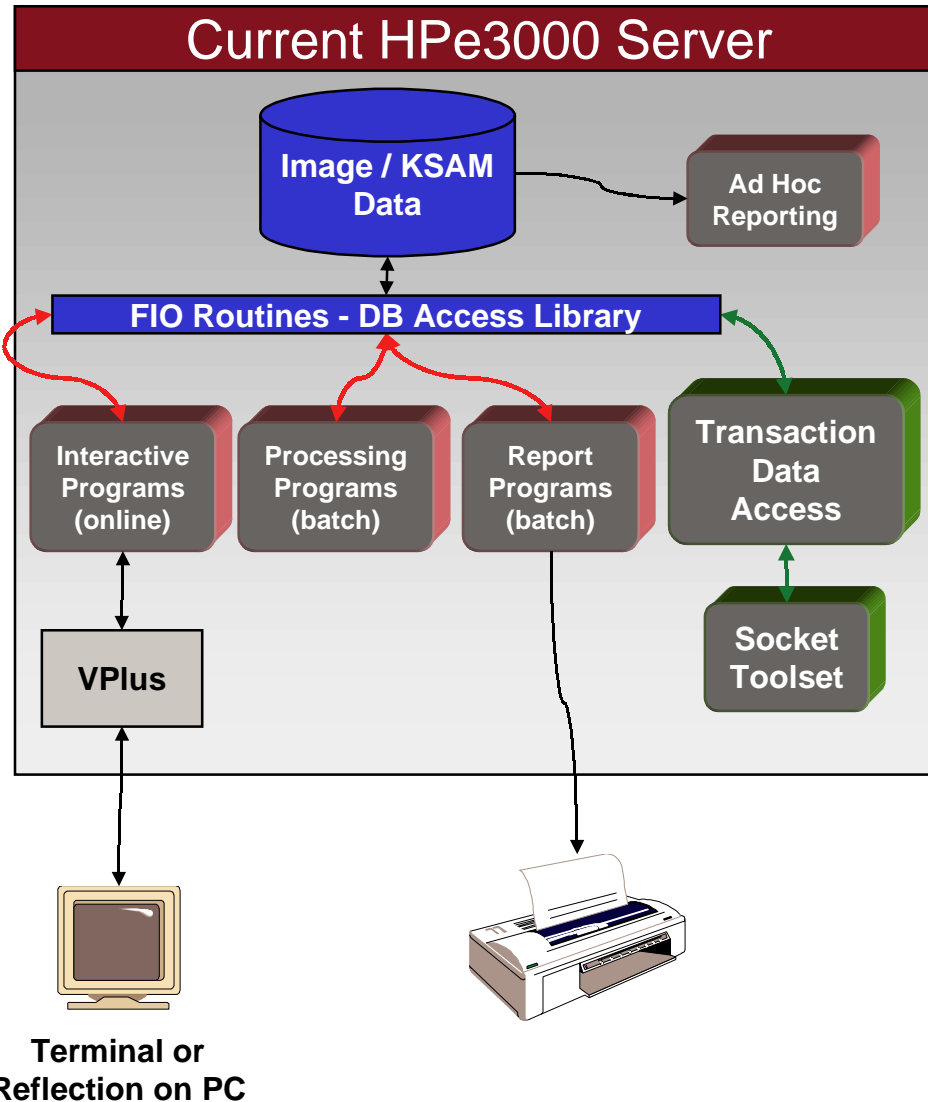 Current HPe3000 Server
Image / KSAM
Data
Ad Hoc
Reporting
FIO Routines - DB Access Library
Interactive
Programs
(online)
Processing
Programs
(batch)
Report
Programs
(batch)
Transaction
Data
Access
VPlus
Socket
Toolset
Terminal or
Reflection on PC